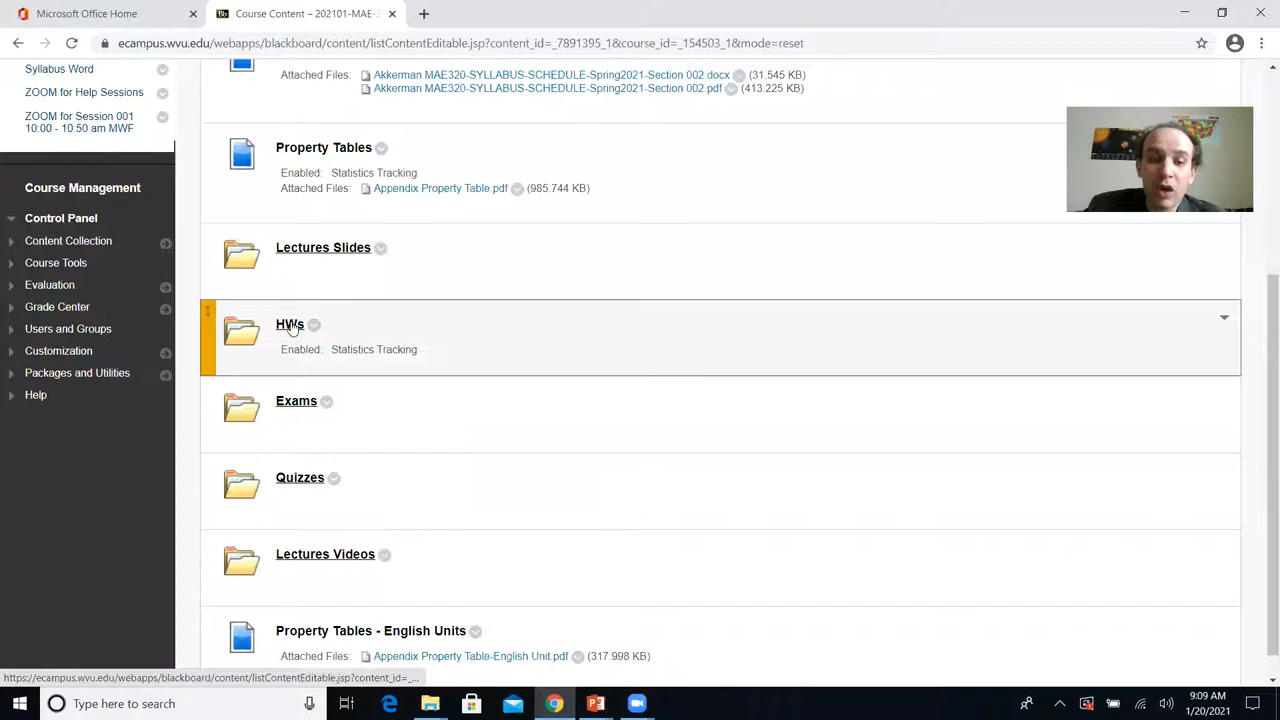 Microsoft Office Home
Course Content – 202101-MAE-
ecampus.wvu.edu/webapps/blackboard/content/listContentEditable.jsp?content_id=_7891395_1&course_id=_154503_1&mode=reset
Syllabus Word
ZOOM for Help Sessions
ZOOM for Session 001
10:00 - 10:50 am MWF
Course Management
Control Panel
Content Collection
Course Tools
Evaluation
Grade Center
Users and Groups
Customization
Packages and Utilities
Help
Attached Files: Akkerman MAE320-SYLLABUS-SCHEDULE-Spring2021-Section 002.docx (31.545 KB)
Akkerman MAE320-SYLLABUS-SCHEDULE-Spring2021-Section 002.pdf (413.225 KB)
Property Tables
Enabled: Statistics Tracking
Attached Files: Appendix Property Table.pdf (985.744 KB)
Lectures Slides
HWs
Enabled: Statistics Tracking
Exams
Quizzes
Lectures Videos
Property Tables - English Units
Attached Files: Appendix Property Table-English Unit.pdf (317.998 KB)
https://ecampus.wvu.edu/webapps/blackboard/content/listContentEditable.jsp?content_id=_...
Type here to search
9:09 AM
1/20/2021